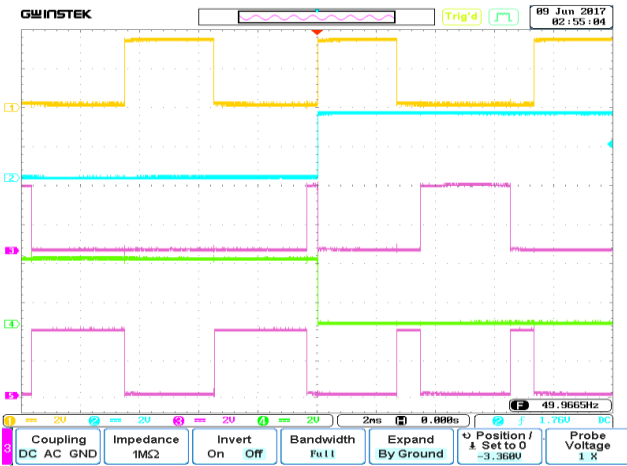 GWINSTEK
Trig'd
09 Jun 2017
02:55:04
1
2
3
4
5
F 49.9665Hz
1 2V 2 2V 3 2V 4 2V 2ms H 0.000s 2 1.76V DC
3
Coupling
DC AC GND
Impedance
1MΩ
Invert
On Off
Bandwidth
Full
Expand
By Ground
Position /
Set to 0
-3.360V
Probe
Voltage
1 X